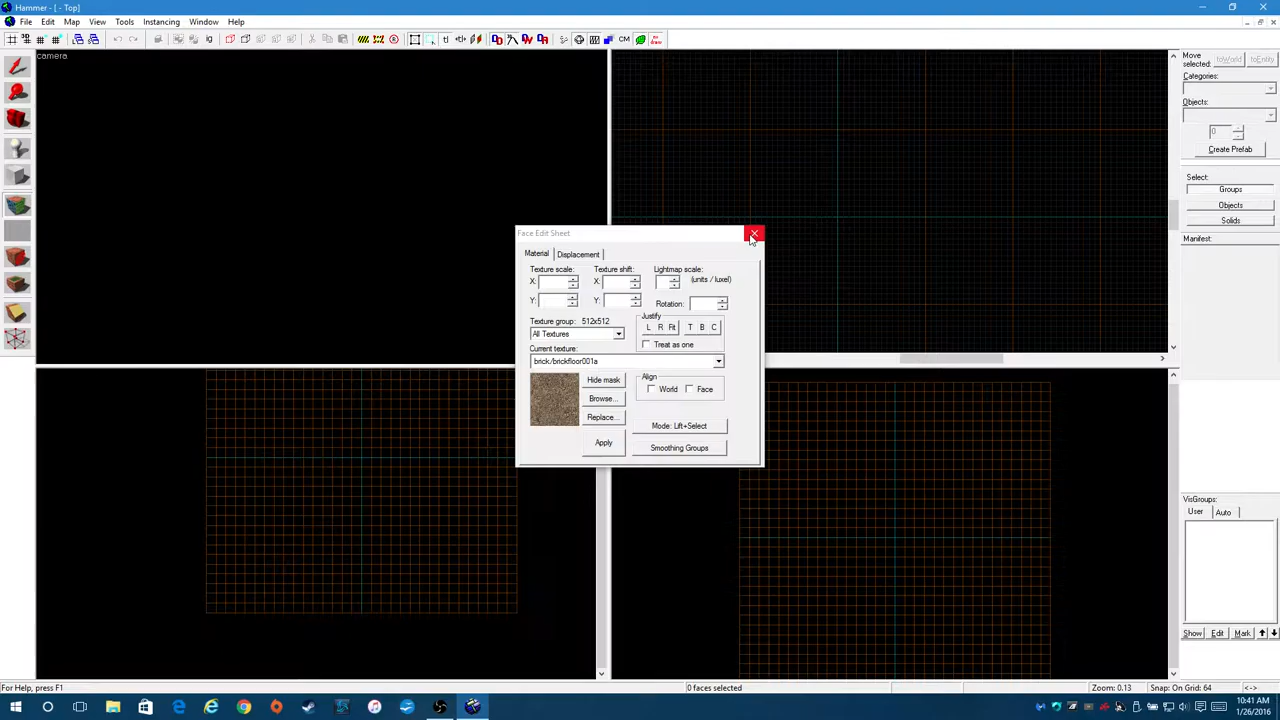 Hammer - [ - Top]
File Edit Map View Tools Instancing Window Help
CM
camera
Move
selected:
toWorld
toEntity
Categories:
Objects:
0
Create Prefab
Select:
Groups
Objects
Solids
Manifest:
Face Edit Sheet
Material
Displacement
Texture scale:
Texture shift:
Lightmap scale:
X:
X:
(units / luxel)
Y:
Y:
Rotation:
Texture group:
512x512
Justify
All Textures
L R Fit T B C
Treat as one
Current texture:
brick/brickfloor001a
Hide mask
Align
World
Face
Browse...
Replace...
Mode: Lift+Select
Apply
Smoothing Groups
VisGroups:
User
Auto
Show
Edit
Mark
For Help, press F1
0 faces selected
Zoom: 0.13
Snap: On Grid: 64
<->
10:41 AM
1/26/2016